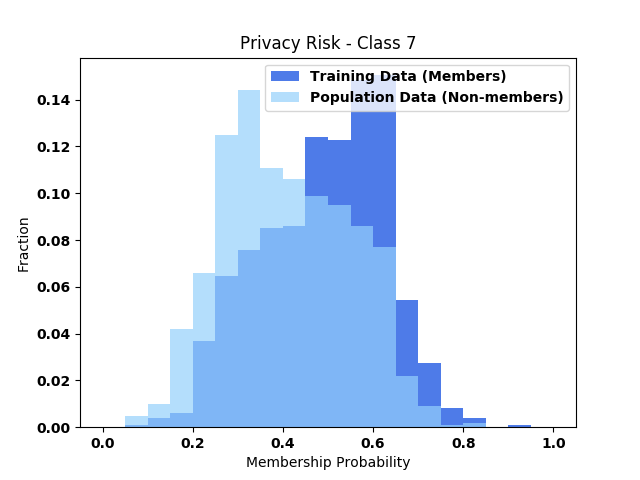 Privacy Risk - Class 7
Training Data (Members)
Population Data (Non-members)
0.14
0.12
0.10
0.08
0.06
0.04
0.02
0.00
Fraction
0.0 0.2 0.4 0.6 0.8 1.0
Membership Probability